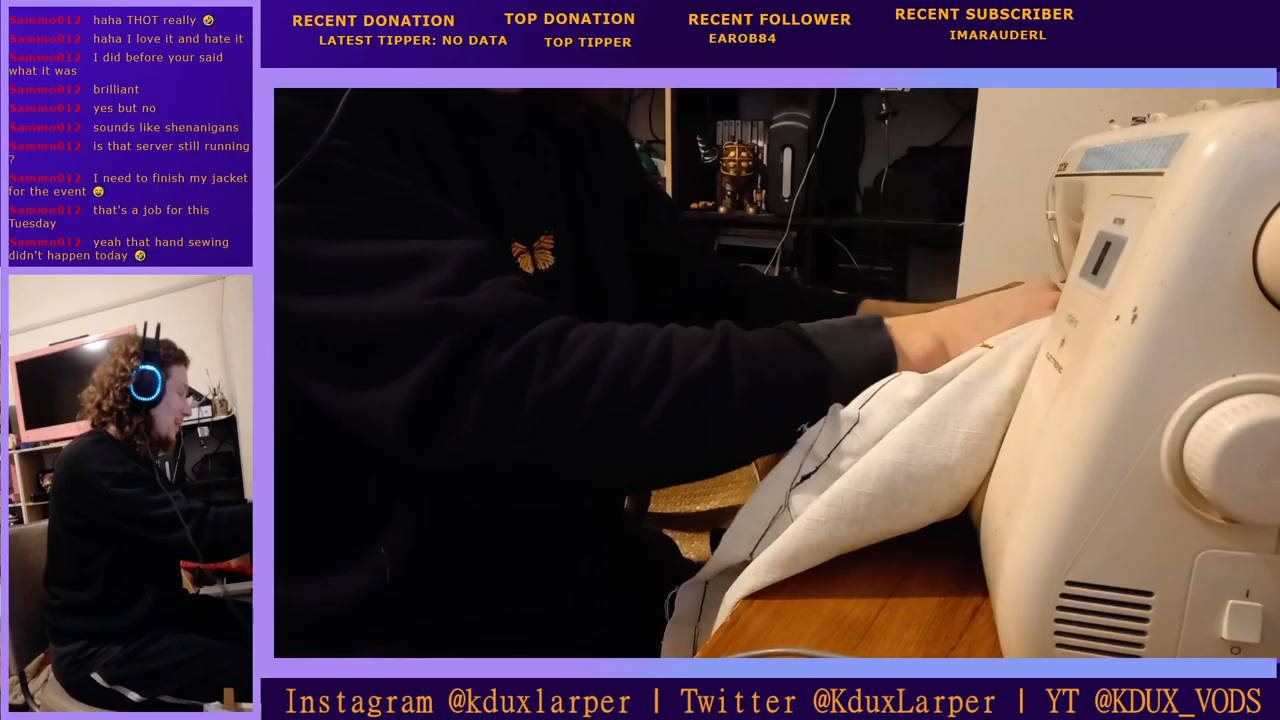 Sammo012 haha THOT really 🤣
Sammo012 haha I love it and hate it
Sammo012 I did before your said
what it was
Sammo012 brilliant
Sammo012 yes but no
Sammo012 sounds like shenanigans
Sammo012 is that server still running
?
Sammo012 I need to finish my jacket
for the event 😅
Sammo012 that's a job for this
Tuesday
Sammo012 yeah that hand sewing
didn't happen today 🤣
RECENT DONATION
LATEST TIPPER: NO DATA
TOP DONATION
TOP TIPPER
RECENT FOLLOWER
EAROB84
RECENT SUBSCRIBER
IMARAUDERL
Instagram @kduxlarper | Twitter @KduxLarper | YT @KDUX_VODS